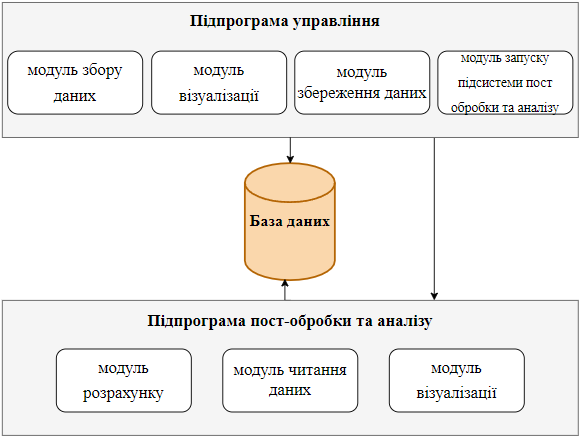 Підпрограма управління
модуль збору
даних
модуль
візуалізації
модуль
збереження даних
модуль запуску
підсистеми пост
обробки та аналізу
База даних
Підпрограма пост-обробки та аналізу
модуль
розрахунку
модуль читання
даних
модуль
візуалізації